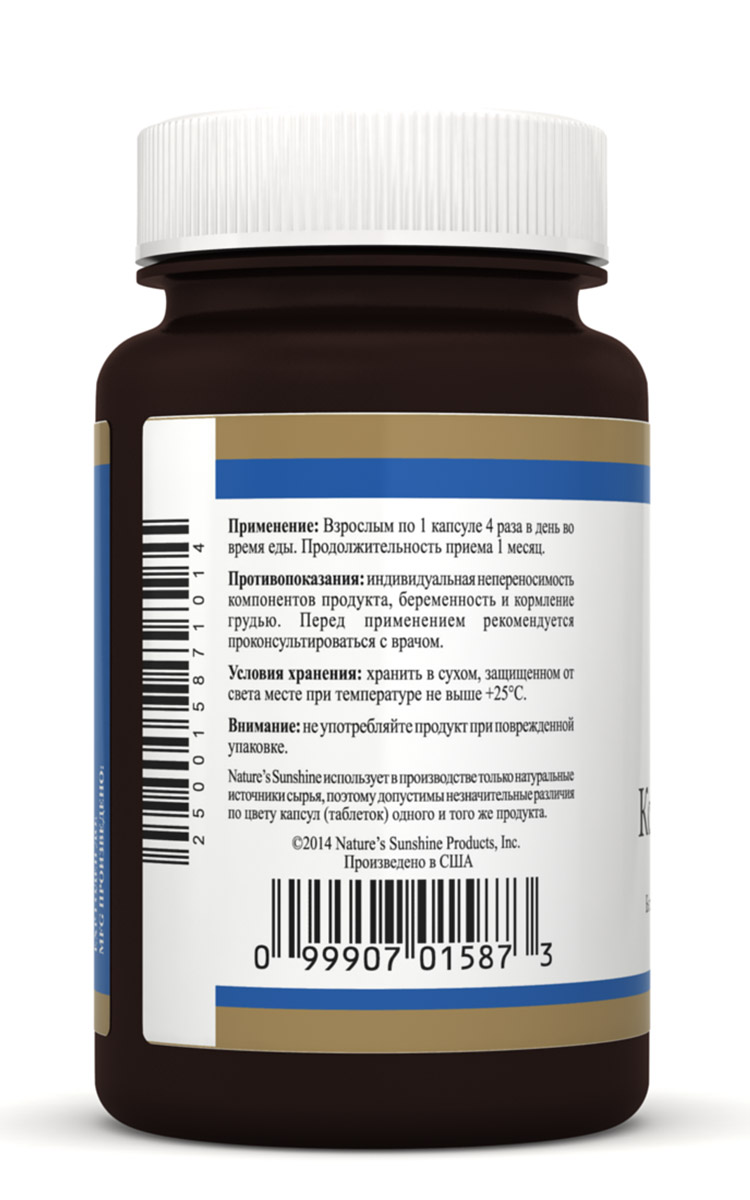 Применение: Взрослым по 1 капсуле 4 раза в день во
время еды. Продолжительность приема 1 месяц.
Противопоказания: индивидуальная непереносимость
компонентов продукта, беременность и кормление
грудью. Перед применением рекомендуется
проконсультироваться с врачом.
Условия хранения: хранить в сухом, защищенном от
света месте при температуре не выше +25°С.
Внимание: не употребляйте продукт при поврежденной
упаковке.
Nature's Sunshine использует в производстве только натуральные
источники сырья, поэтому допустимы незначительные различия
по цвету капсул (таблеток) одного и того же продукта.
©2014 Nature's Sunshine Products, Inc.
Произведено в США
0 99907 01587 3
250015871014
MFG ПРОИЗВЕДЕНО: